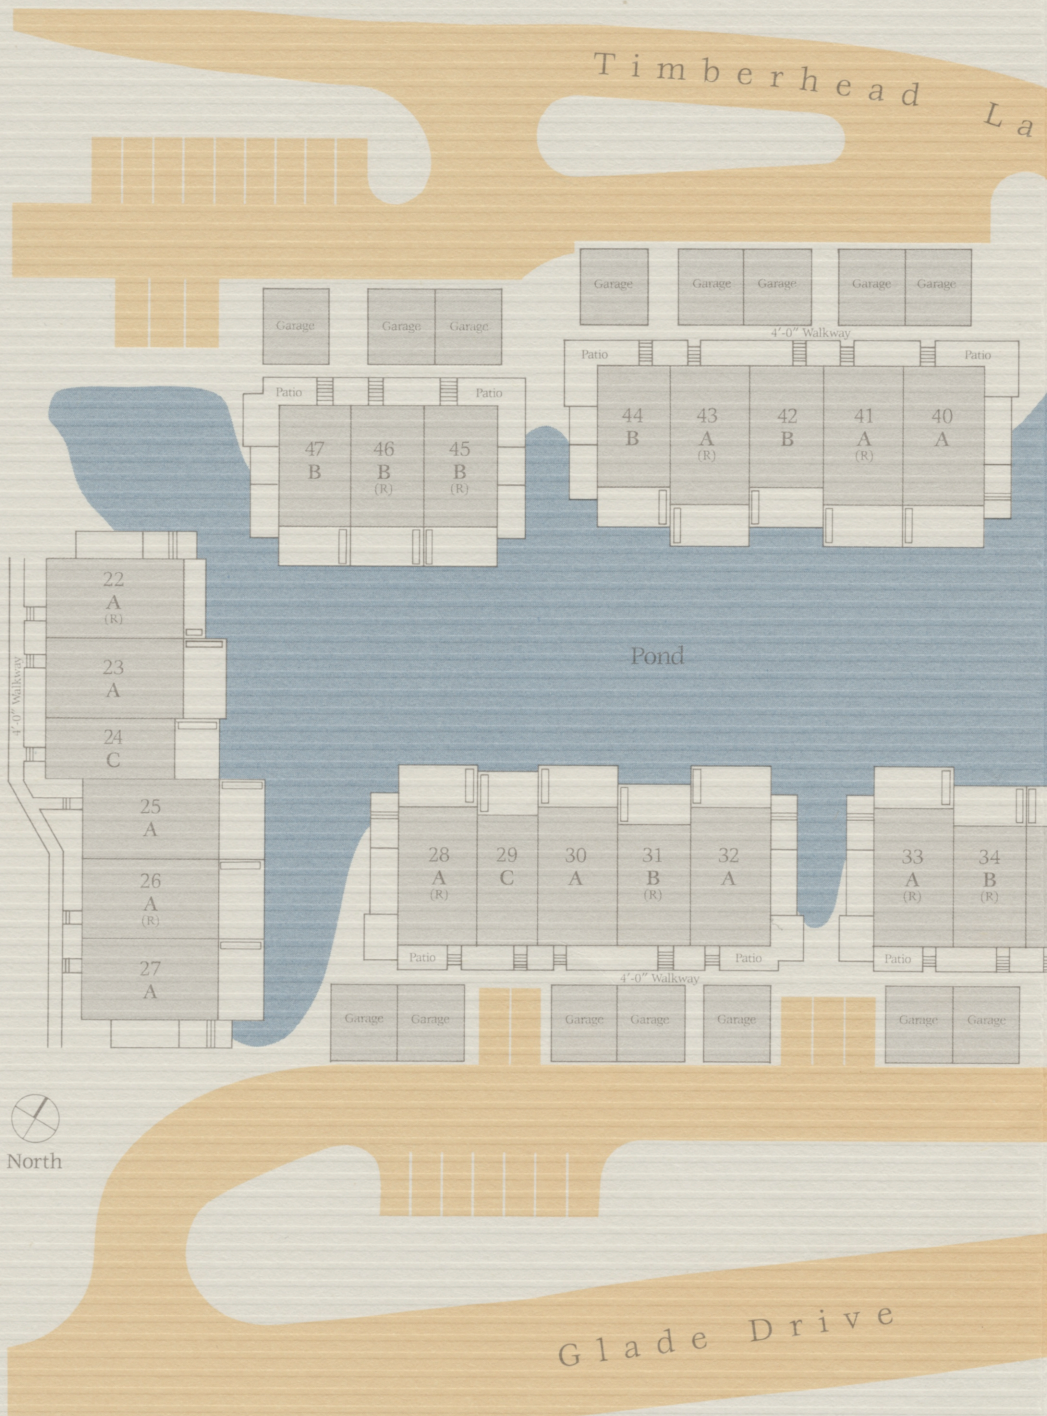 Timberhead La
Garage
Garage
Garage
Garage
Garage
Garage
Garage
Garage
4'-0" Walkway
Patio
Patio
Patio
Patio
44
B
43
A
(R)
42
B
41
A
(R)
40
A
47
B
46
B
(R)
45
B
(R)
22
A
(R)
23
A
24
C
25
A
26
A
(R)
27
A
4'-0" Walkway
Pond
28
A
(R)
29
C
30
A
31
B
(R)
32
A
33
A
(R)
34
B
(R)
Patio
Patio
Patio
4'-0" Walkway
Garage
Garage
Garage
Garage
Garage
Garage
Garage
North
Glade Drive